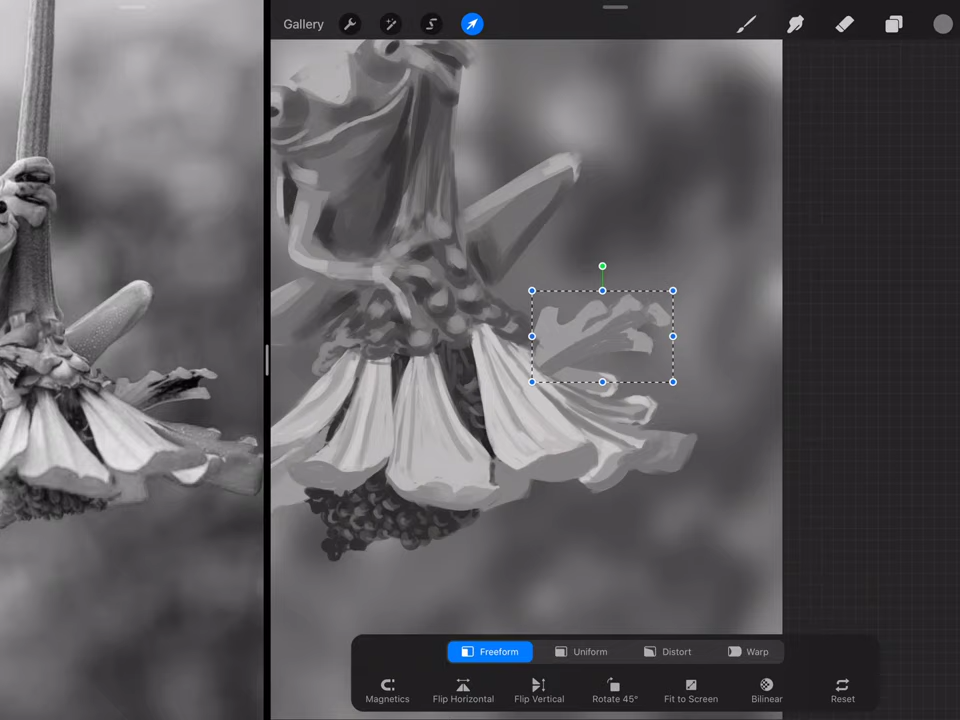 Gallery
Freeform Uniform Distort Warp
Magnetics Flip Horizontal Flip Vertical Rotate 45° Fit to Screen Bilinear Reset